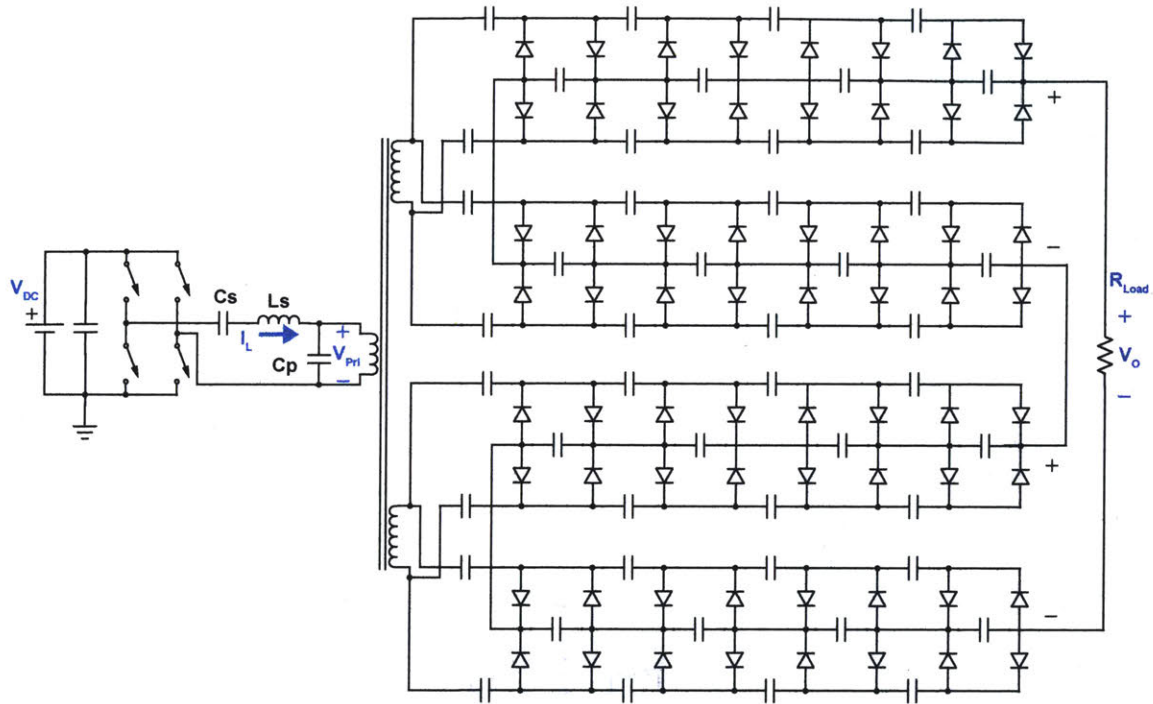 +
−
Cs
Ls
V_DC
+
I_L
Cp
+
V_Pri
−
R_Load
+
V_O
−
+
−